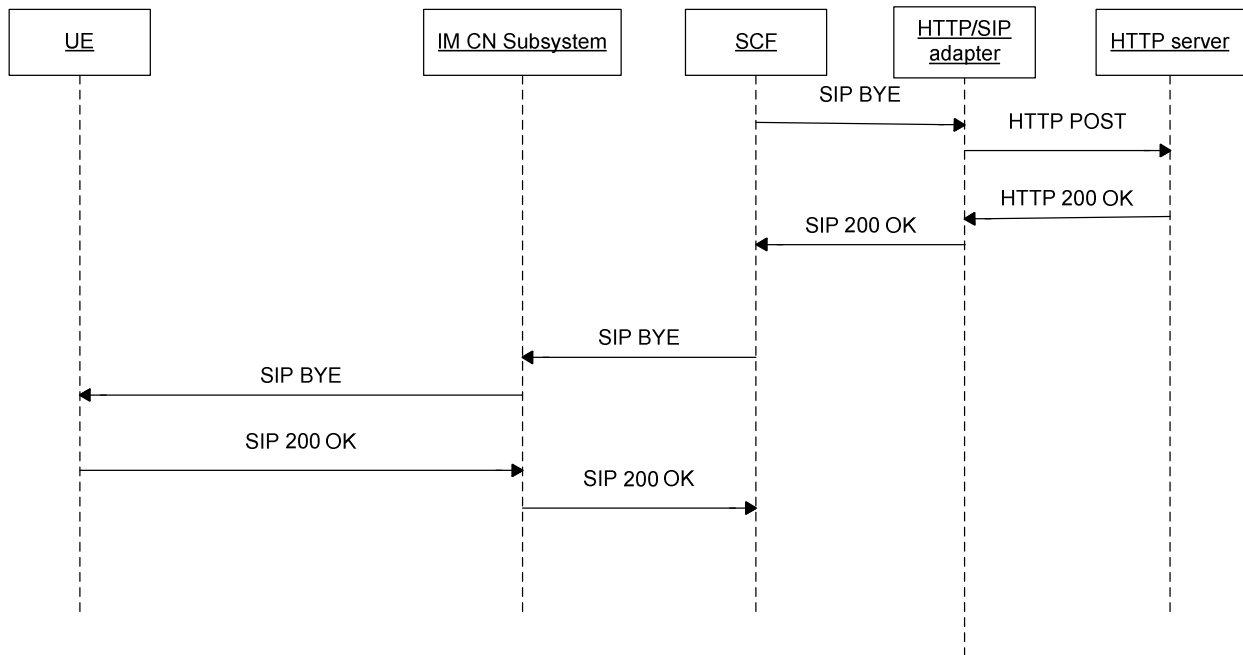 UE
IM CN Subsystem
SCF
HTTP/SIP
adapter
HTTP server
SIP BYE
HTTP POST
HTTP 200 OK
SIP 200 OK
SIP BYE
SIP BYE
SIP 200 OK
SIP 200 OK